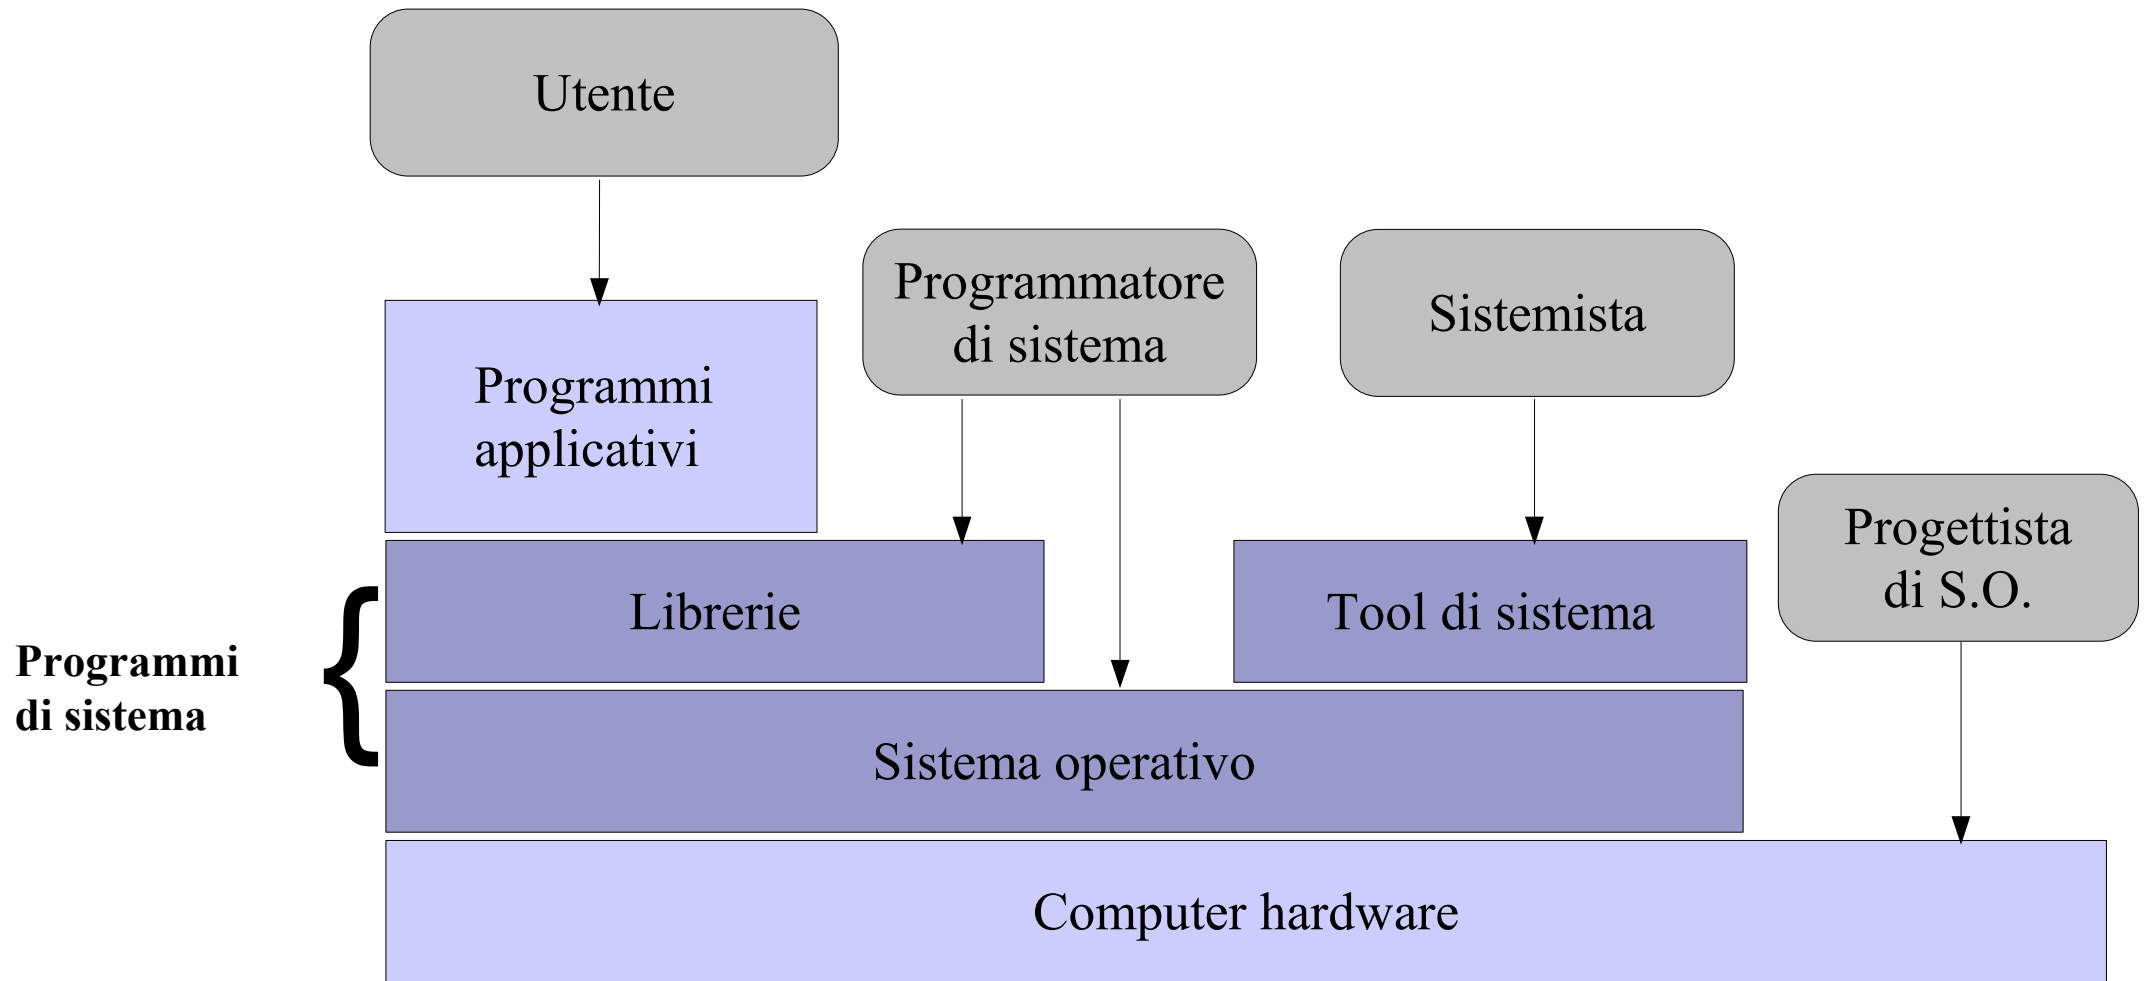 Utente
Programmatore
di sistema
Sistemista
Programmi
applicativi
Progettista
di S.O.
Librerie
Tool di sistema
Programmi
di sistema
Sistema operativo
Computer hardware